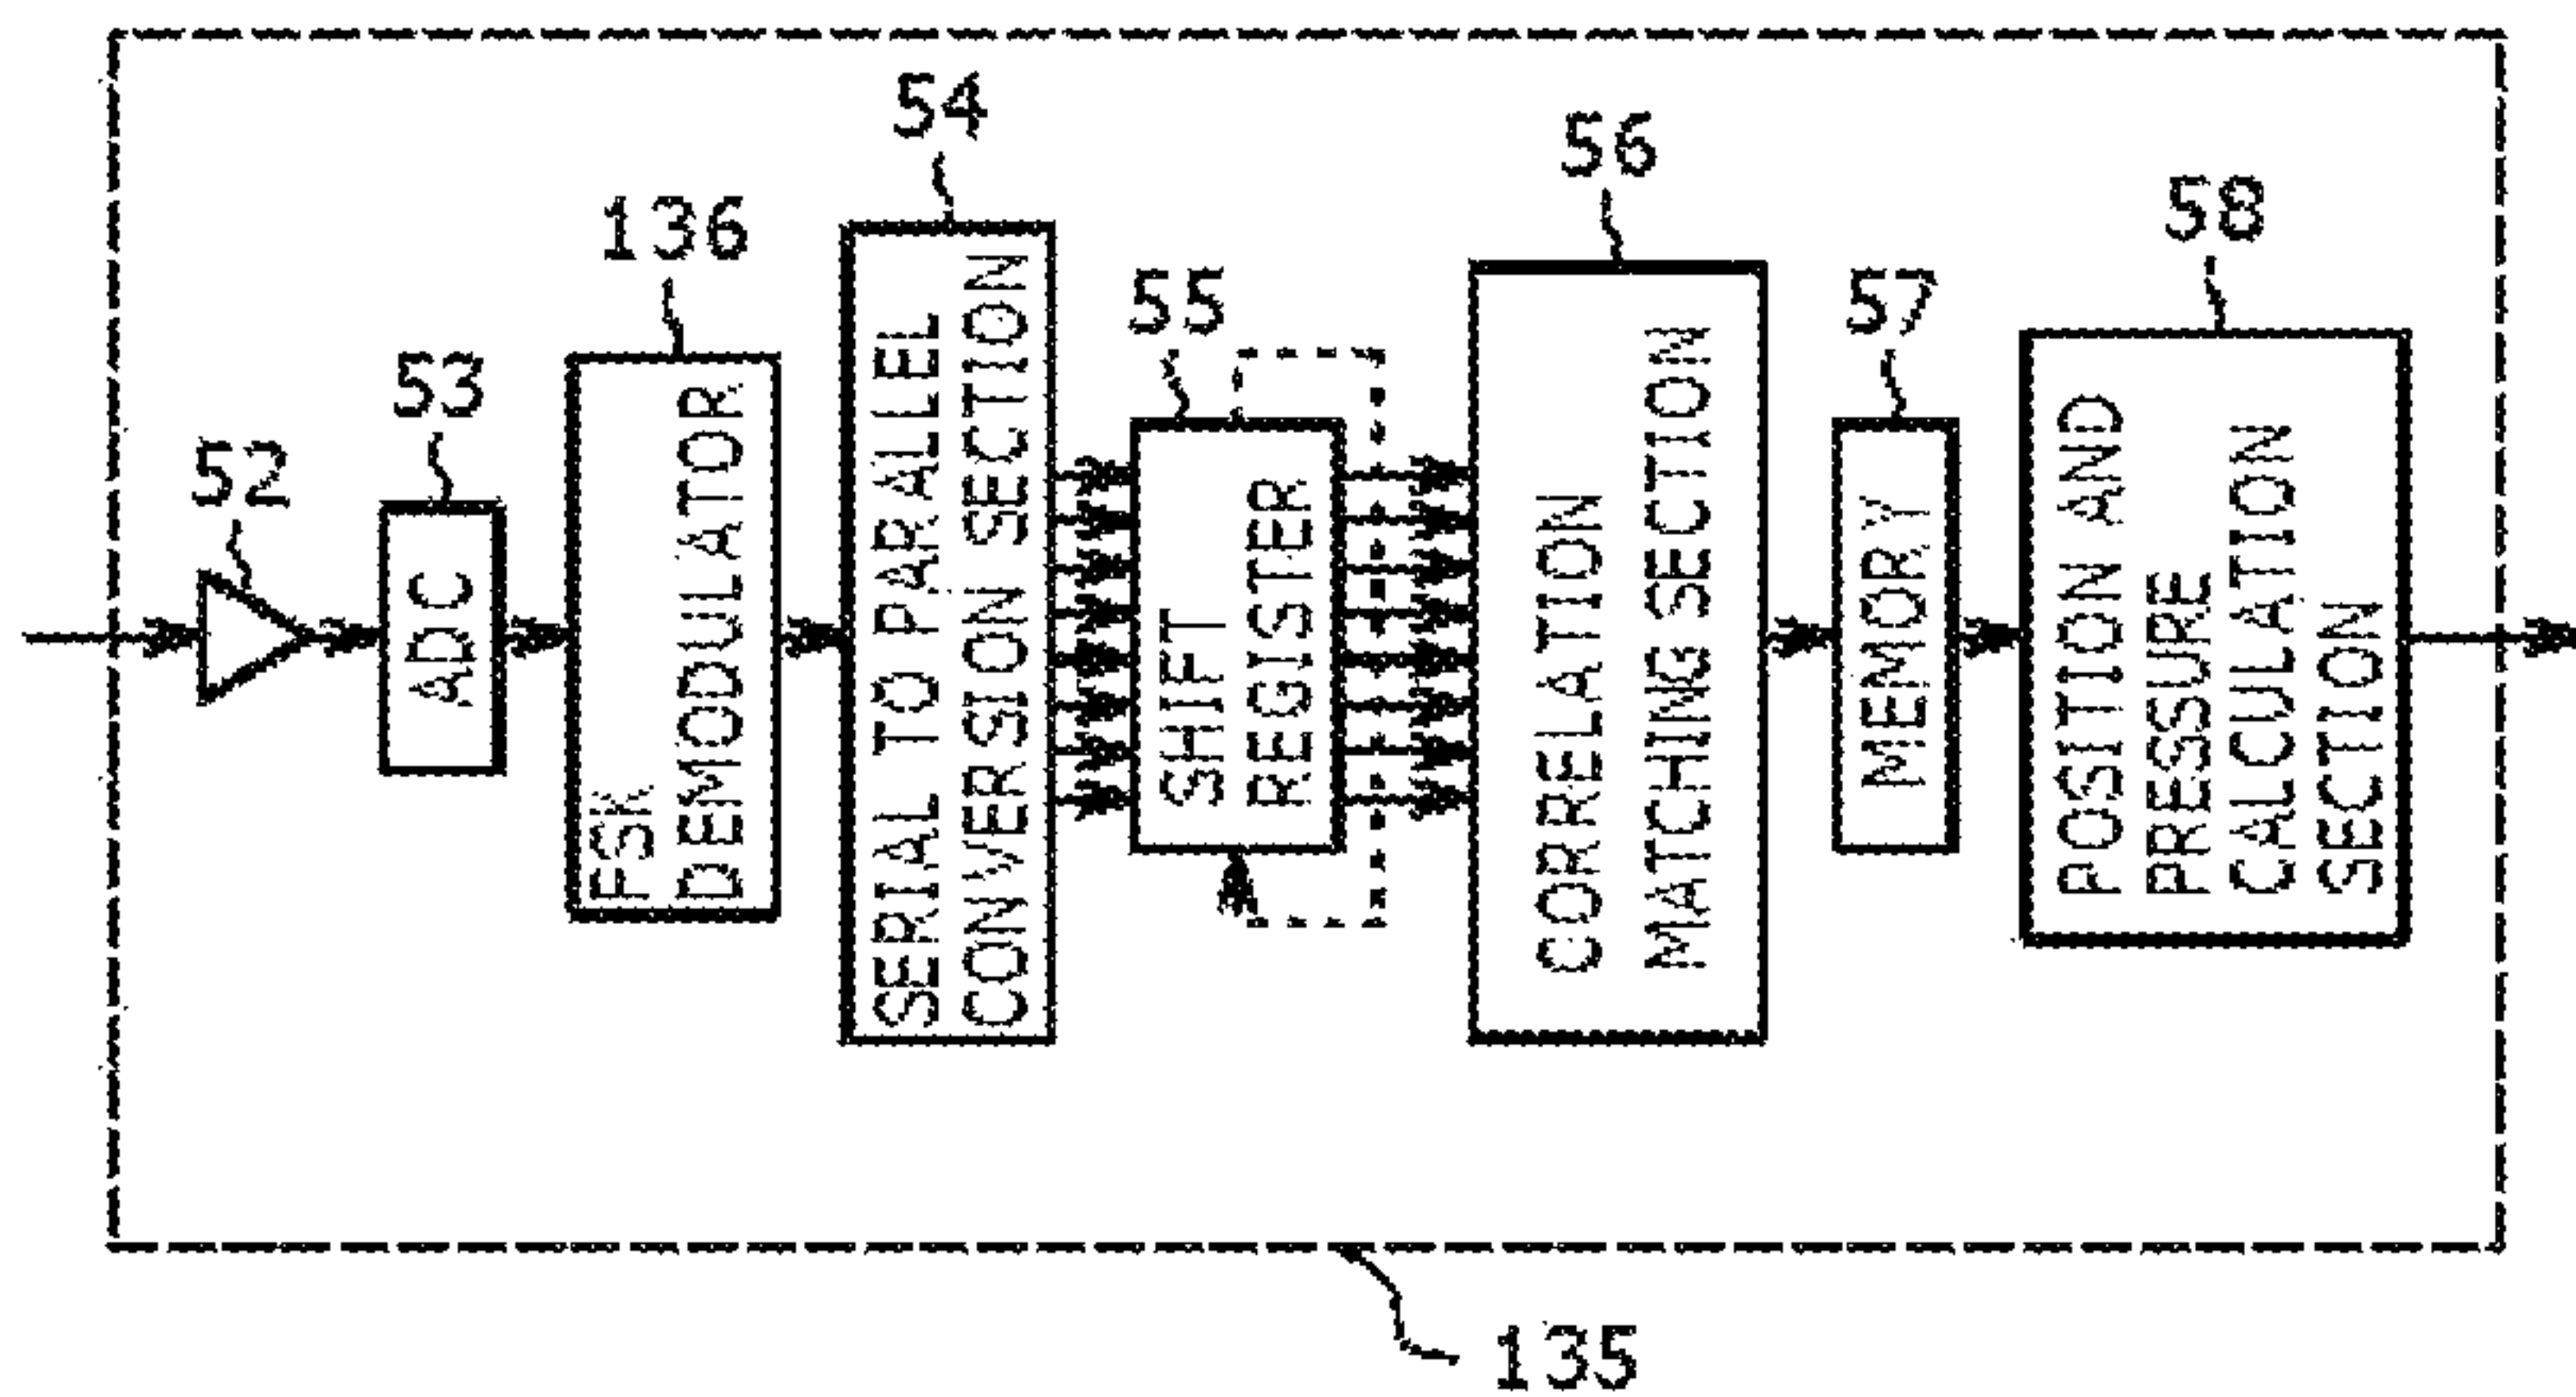 52
53
ADC
136
FSK
DEMODULATOR
54
SERIAL TO PARALLEL
CONVERSION SECTION
55
SHIFT
REGISTER
56
CORRELATION
MATCHING SECTION
57
MEMORY
58
POSITION AND
PRESSURE
CALCULATION
SECTION
135